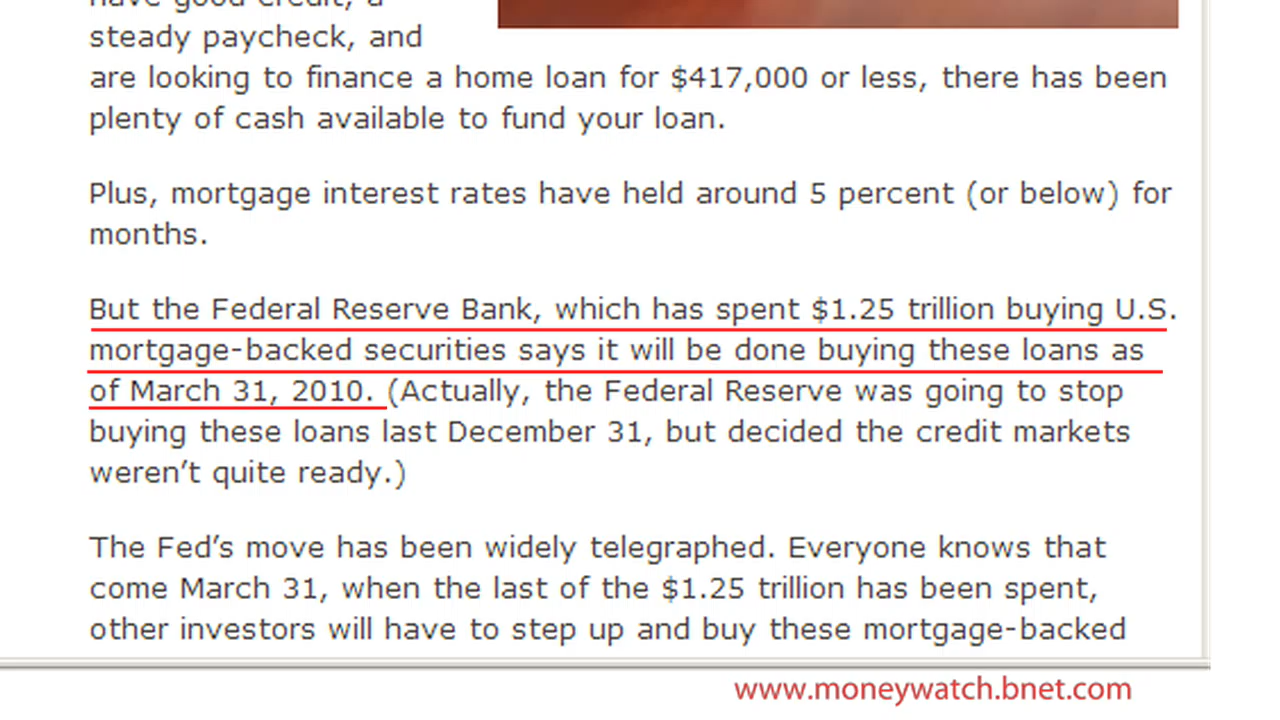 have good credit, a
steady paycheck, and
are looking to finance a home loan for $417,000 or less, there has been
plenty of cash available to fund your loan.
Plus, mortgage interest rates have held around 5 percent (or below) for
months.
But the Federal Reserve Bank, which has spent $1.25 trillion buying U.S.
mortgage-backed securities says it will be done buying these loans as
of March 31, 2010. (Actually, the Federal Reserve was going to stop
buying these loans last December 31, but decided the credit markets
weren’t quite ready.)
The Fed’s move has been widely telegraphed. Everyone knows that
come March 31, when the last of the $1.25 trillion has been spent,
other investors will have to step up and buy these mortgage-backed
www.moneywatch.bnet.com